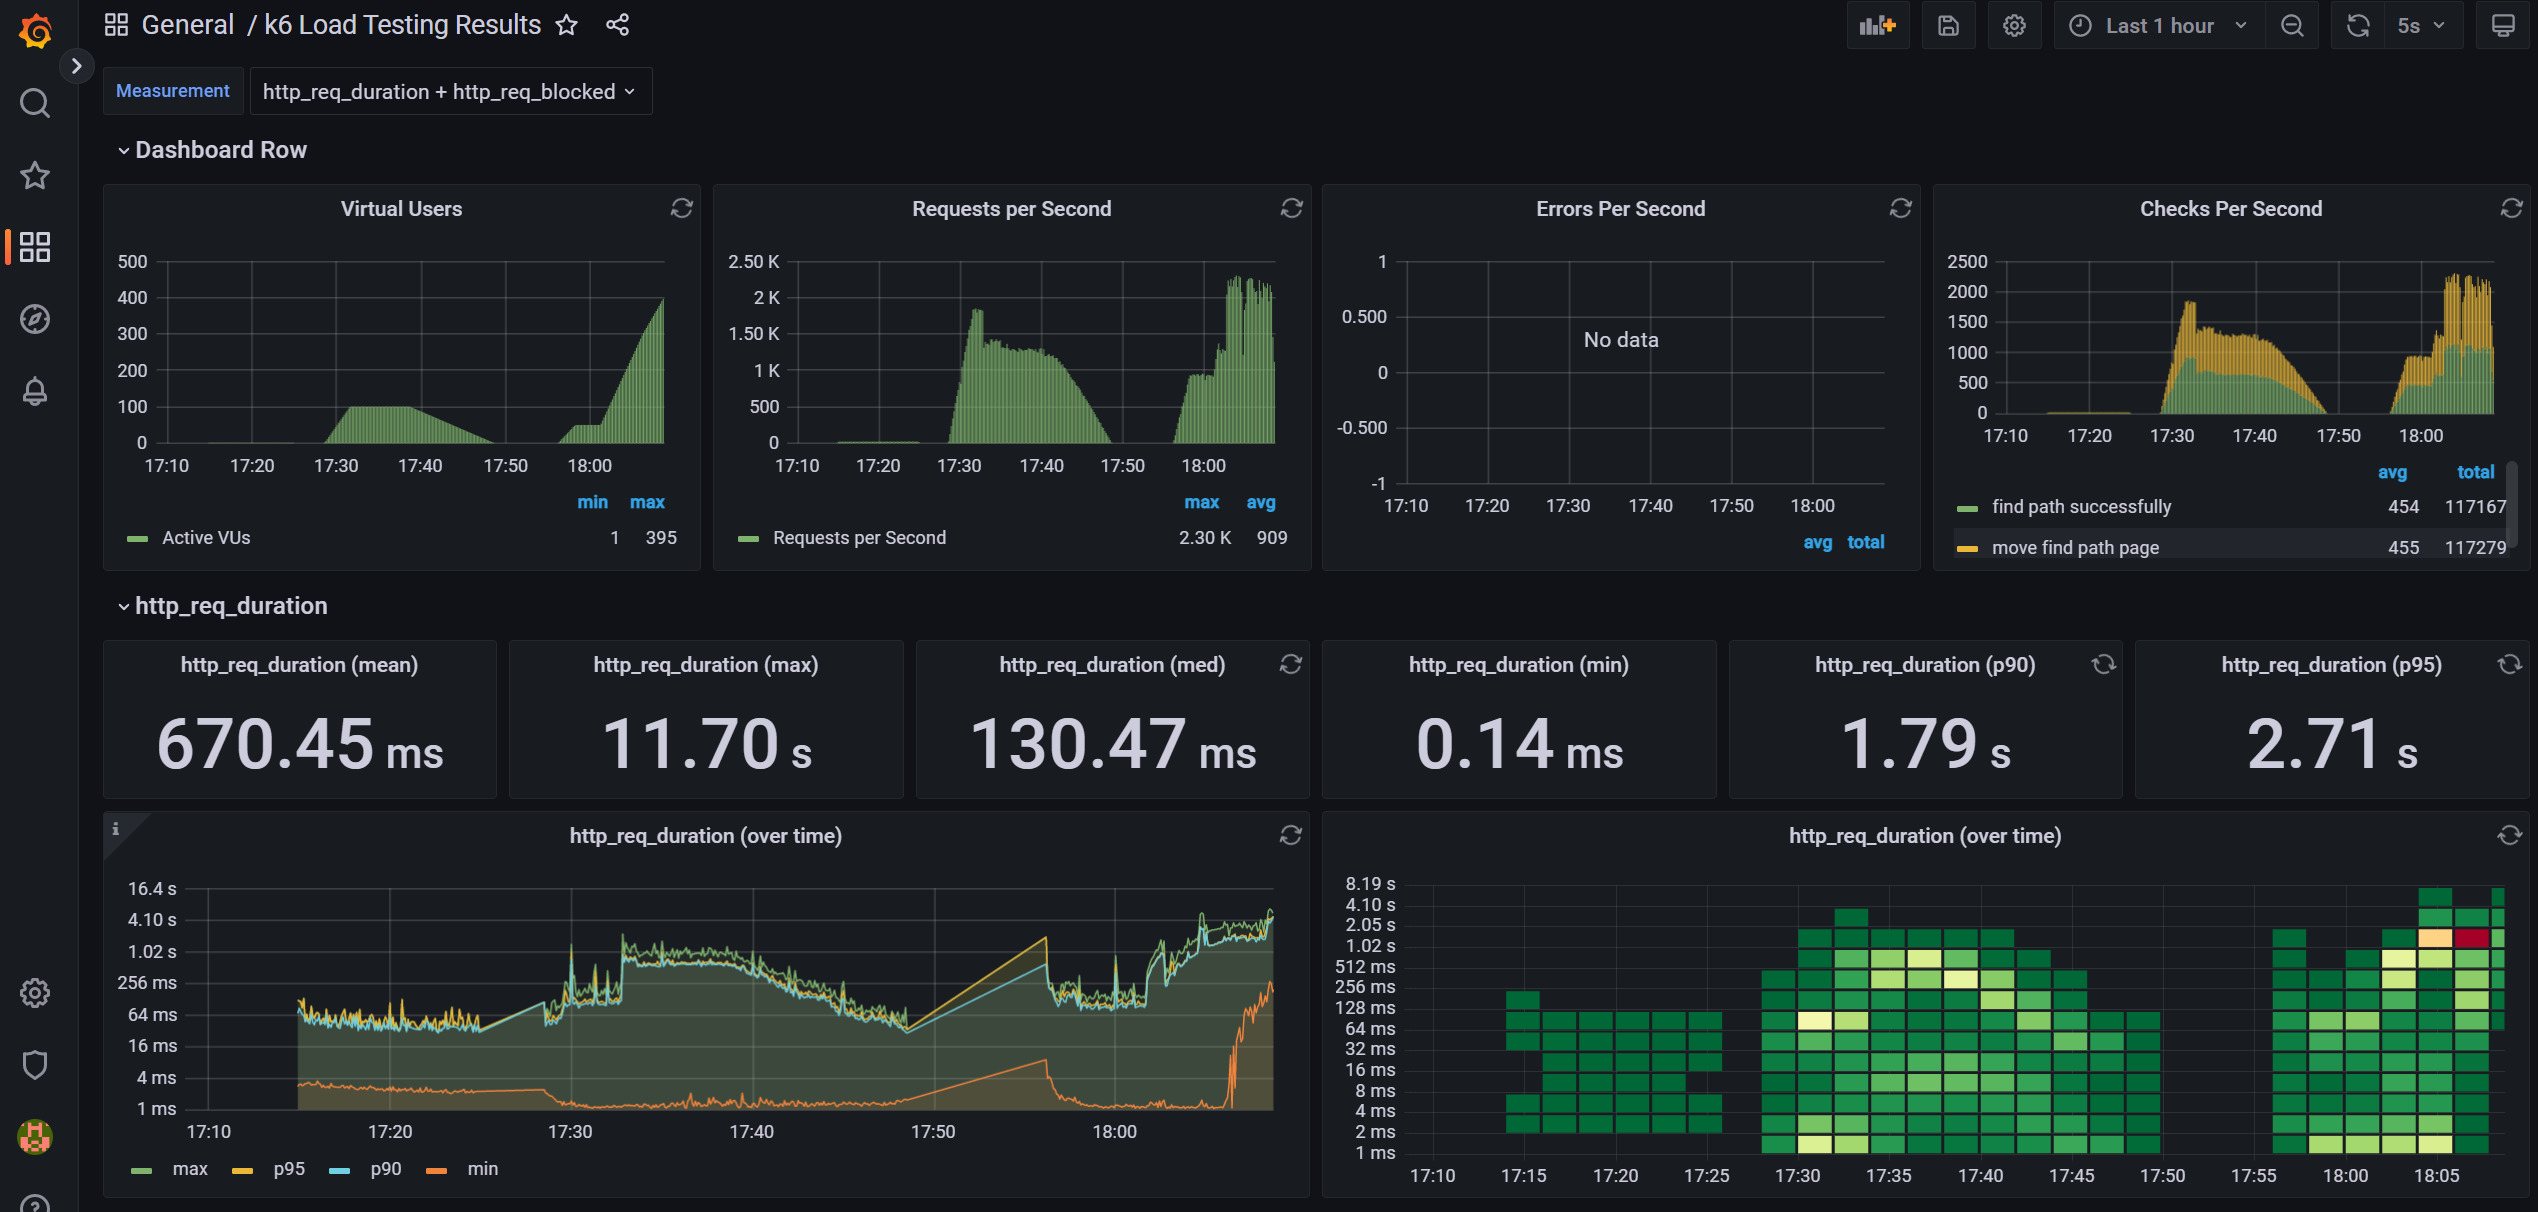 General / k6 Load Testing Results
Last 1 hour
5s
Measurement
http_req_duration + http_req_blocked
Dashboard Row
Virtual Users
500
400
300
200
100
0
17:10 17:20 17:30 17:40 17:50 18:00
min max
Active VUs 1 395
Requests per Second
2.50 K
2 K
1.50 K
1 K
500
0
17:10 17:20 17:30 17:40 17:50 18:00
max avg
Requests per Second 2.30 K 909
Errors Per Second
1
0.500
0
-0.500
-1
No data
17:10 17:20 17:30 17:40 17:50 18:00
avg total
Checks Per Second
2500
2000
1500
1000
500
0
17:10 17:20 17:30 17:40 17:50 18:00
avg total
find path successfully 454 117167
move find path page 455 117279
http_req_duration
http_req_duration (mean)
670.45 ms
http_req_duration (max)
11.70 s
http_req_duration (med)
130.47 ms
http_req_duration (min)
0.14 ms
http_req_duration (p90)
1.79 s
http_req_duration (p95)
2.71 s
i
http_req_duration (over time)
16.4 s
4.10 s
1.02 s
256 ms
64 ms
16 ms
4 ms
1 ms
17:10 17:20 17:30 17:40 17:50 18:00
max p95 p90 min
http_req_duration (over time)
8.19 s
4.10 s
2.05 s
1.02 s
512 ms
256 ms
128 ms
64 ms
32 ms
16 ms
8 ms
4 ms
2 ms
1 ms
17:10 17:15 17:20 17:25 17:30 17:35 17:40 17:45 17:50 17:55 18:00 18:05